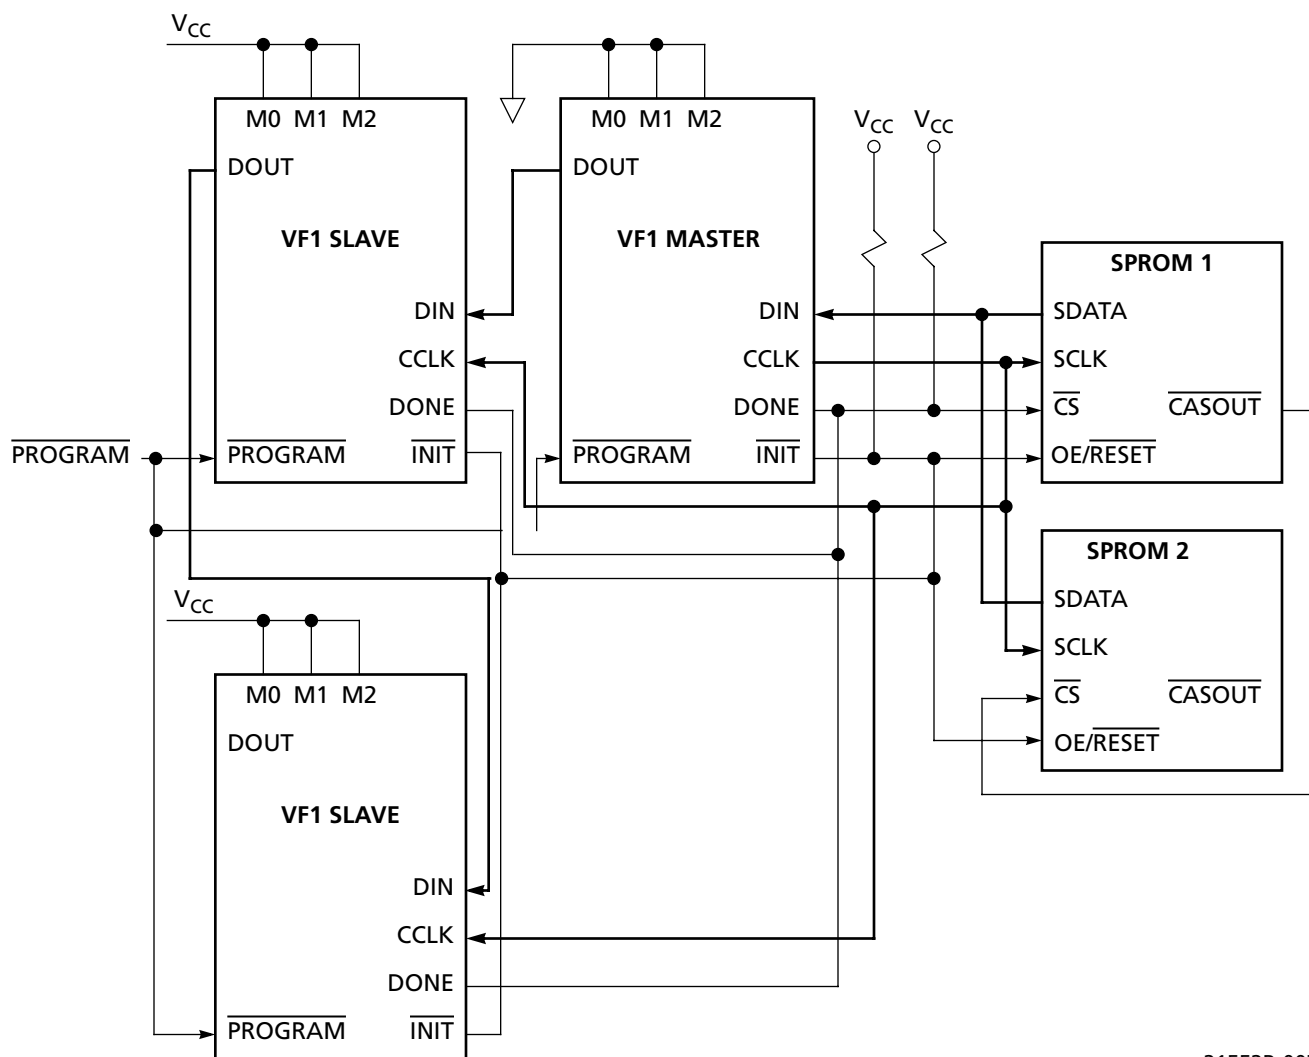 VCC
M0 M1 M2
DOUT
VF1 SLAVE
DIN
CCLK
DONE
PROGRAM
PROGRAM
INIT
M0 M1 M2
DOUT
VF1 MASTER
DIN
CCLK
DONE
PROGRAM
INIT
VCC
VCC
SPROM 1
SDATA
SCLK
CS
CASOUT
OE/RESET
SPROM 2
SDATA
SCLK
CS
CASOUT
OE/RESET
VCC
M0 M1 M2
DOUT
VF1 SLAVE
DIN
CCLK
DONE
PROGRAM
INIT